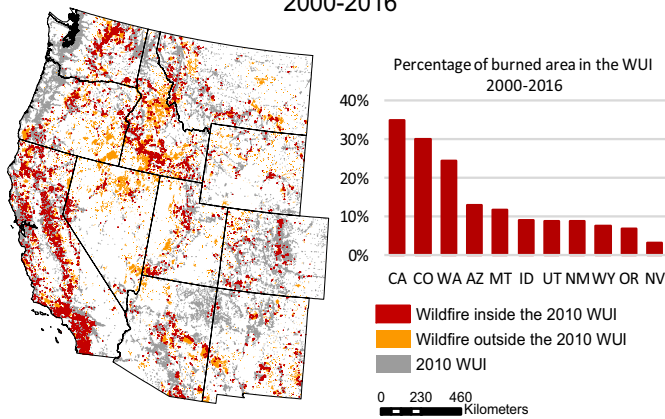 2000-2016
Percentage of burned area in the WUI
2000-2016
40%
30%
20%
10%
0%
CA CO WA AZ MT ID UT NM WY OR NV
Wildfire inside the 2010 WUI
Wildfire outside the 2010 WUI
2010 WUI
0 230 460
Kilometers